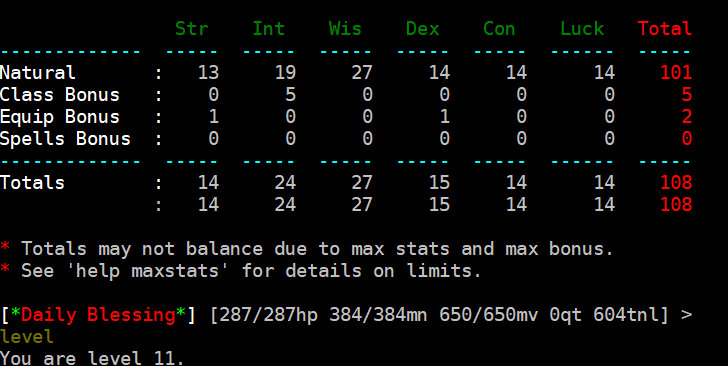 Str   Int    Wis    Dex   Con    Luck   Total
------------- -----  -----  -----  ----- -----  -----  -----
Natural      :   13     19     27     14    14     14    101
Class Bonus  :    0      5      0      0     0      0      5
Equip Bonus  :    1      0      0      1     0      0      2
Spells Bonus :    0      0      0      0     0      0      0
------------- -----  -----  -----  ----- -----  -----  -----
Totals       :   14     24     27     15    14     14    108
             :   14     24     27     15    14     14    108
* Totals may not balance due to max stats and max bonus.
* See 'help maxstats' for details on limits.
[*Daily Blessing*] [287/287hp 384/384mn 650/650mv 0qt 604tnl] >
level
You are level 11.